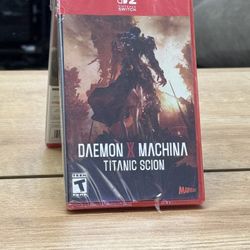 2
SWITCH
DAEMON X MACHINA
TITANIC SCION
T